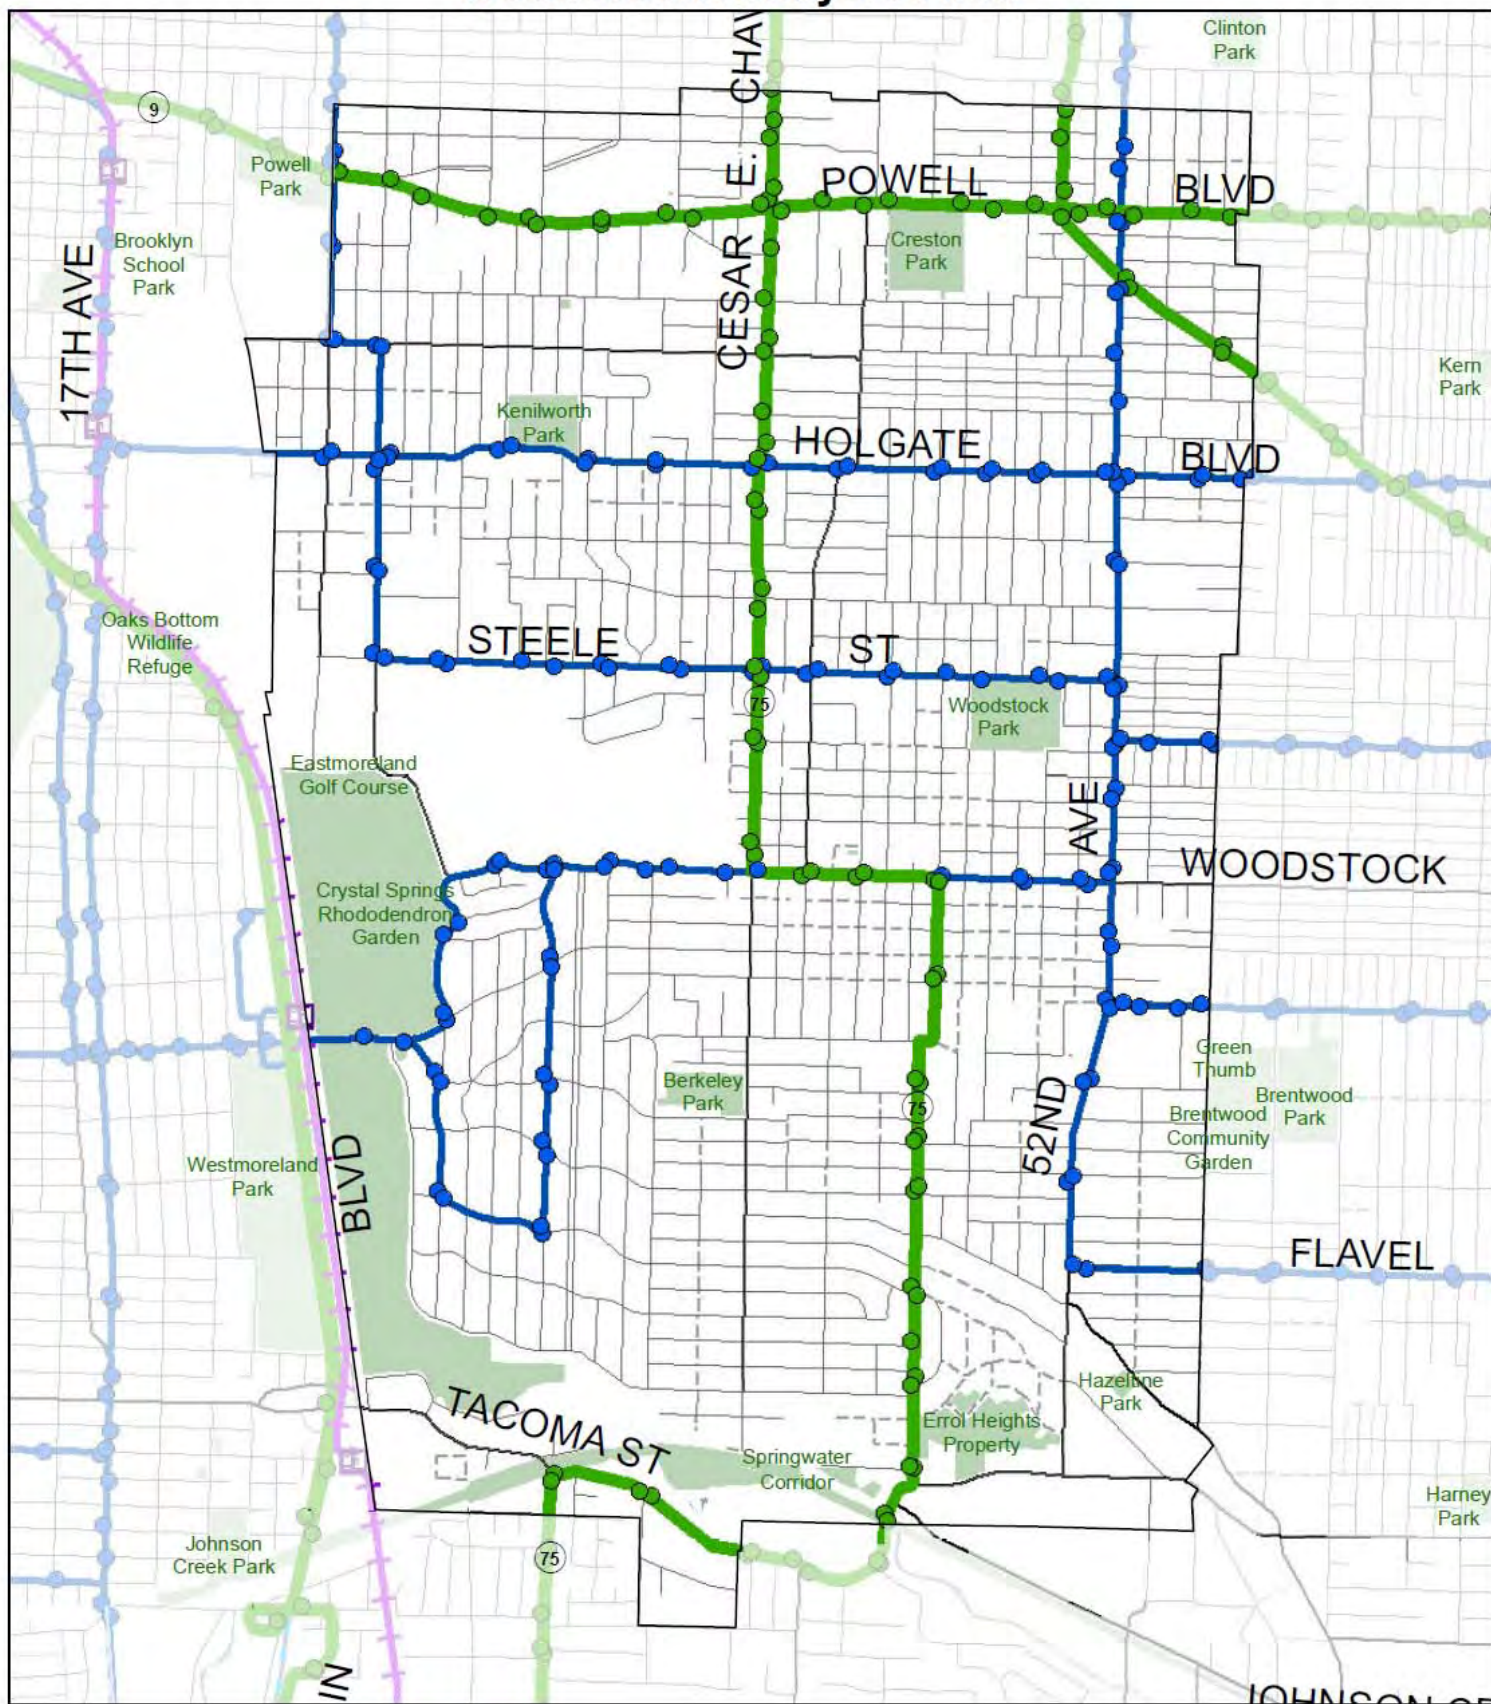 Clinton
Park
CHAV
9
Powell
Park
E.
POWELL
BLVD
Brooklyn
School
Park
Creston
Park
17TH AVE
CESAR
Kern
Park
Kenilworth
Park
HOLGATE
BLVD
Oaks Bottom
Wildlife
Refuge
STEELE
ST
75
Woodstock
Park
Eastmoreland
Golf Course
AVE
WOODSTOCK
Crystal Springs
Rhododendron
Garden
Green
Thumb
Berkeley
Park
75
52ND
Brentwood
Park
Brentwood
Community
Garden
Westmoreland
Park
BLVD
FLAVEL
Hazeltine
Park
TACOMA ST
Errol Heights
Property
Springwater
Corridor
Harney
Park
Johnson
Creek Park
75
IN